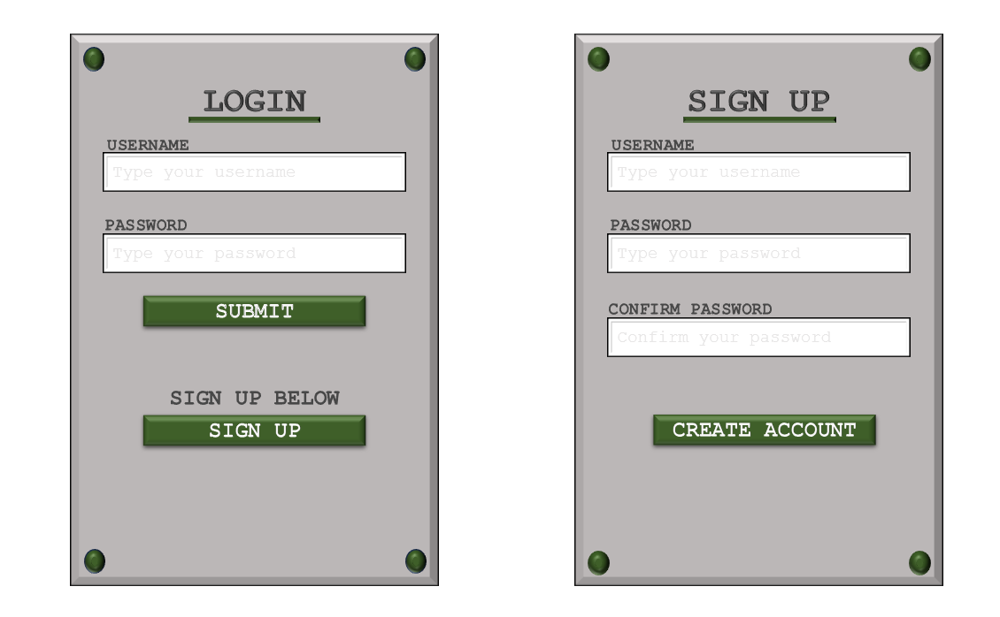 LOGIN
USERNAME
Type your username
PASSWORD
Type your password
SUBMIT
SIGN UP BELOW
SIGN UP
SIGN UP
USERNAME
Type your username
PASSWORD
Type your password
CONFIRM PASSWORD
Confirm your password
CREATE ACCOUNT